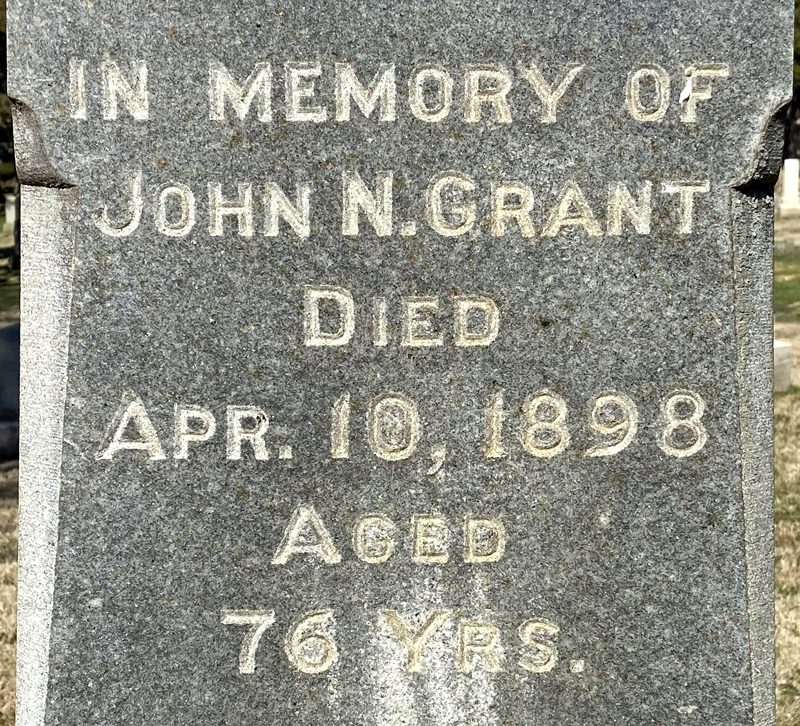 IN MEMORY OF
JOHN N. GRANT
DIED
APR. 10, 1898
AGED
76 YRS.